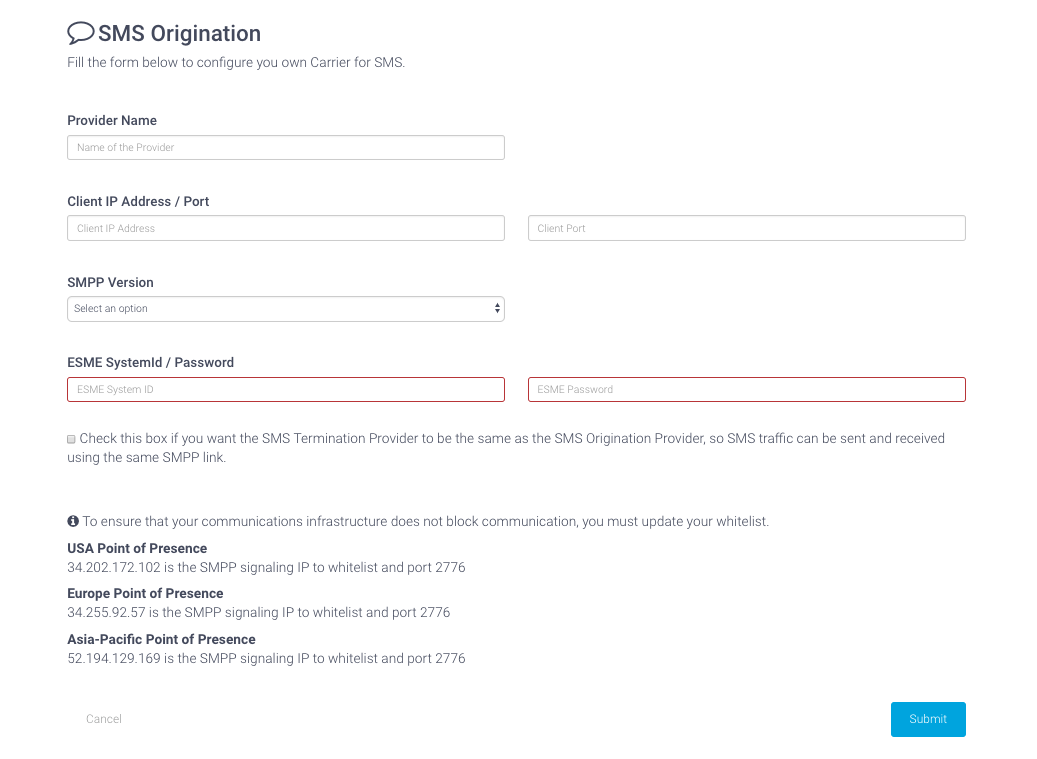 SMS Origination
Fill the form below to configure you own Carrier for SMS.
Provider Name
Name of the Provider
Client IP Address / Port
Client IP Address
Client Port
SMPP Version
Select an option
ESME SystemId / Password
ESME System ID
ESME Password
Check this box if you want the SMS Termination Provider to be the same as the SMS Origination Provider, so SMS traffic can be sent and received
using the same SMPP link.
To ensure that your communications infrastructure does not block communication, you must update your whitelist.
USA Point of Presence
34.202.172.102 is the SMPP signaling IP to whitelist and port 2776
Europe Point of Presence
34.255.92.57 is the SMPP signaling IP to whitelist and port 2776
Asia-Pacific Point of Presence
52.194.129.169 is the SMPP signaling IP to whitelist and port 2776
Cancel
Submit